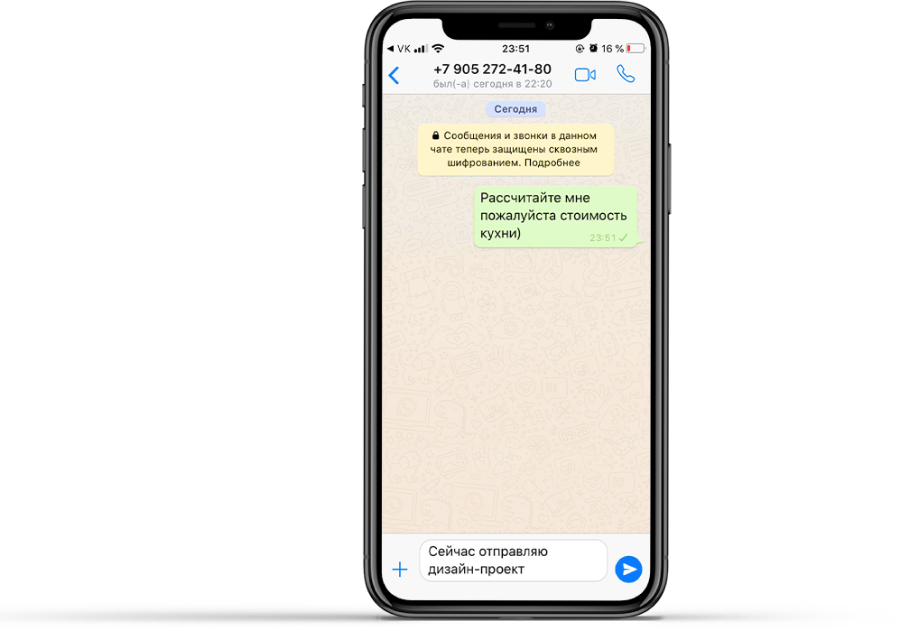 VK 23:51 16 %
+7 905 272-41-80
был(-а) сегодня в 22:20
Сегодня
Сообщения и звонки в данном
чате теперь защищены сквозным
шифрованием. Подробнее
Рассчитайте мне
пожалуйста стоимость
кухни)
23:51
Сейчас отправляю
дизайн-проект